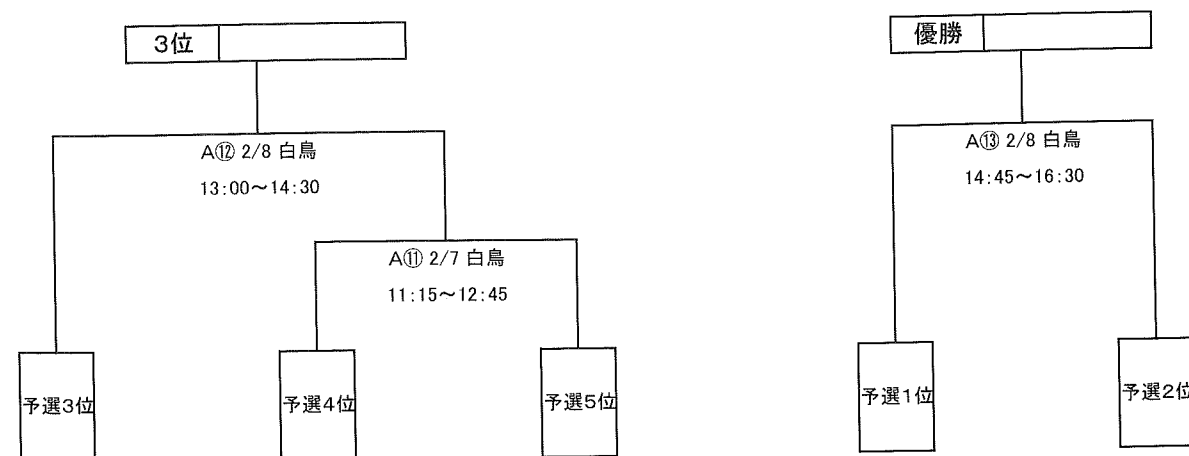 3位
A⑫ 2/8 白鳥
13:00～14:30
A⑪ 2/7 白鳥
11:15～12:45
予選3位
予選4位
予選5位
優勝
A⑬ 2/8 白鳥
14:45～16:30
予選1位
予選2位